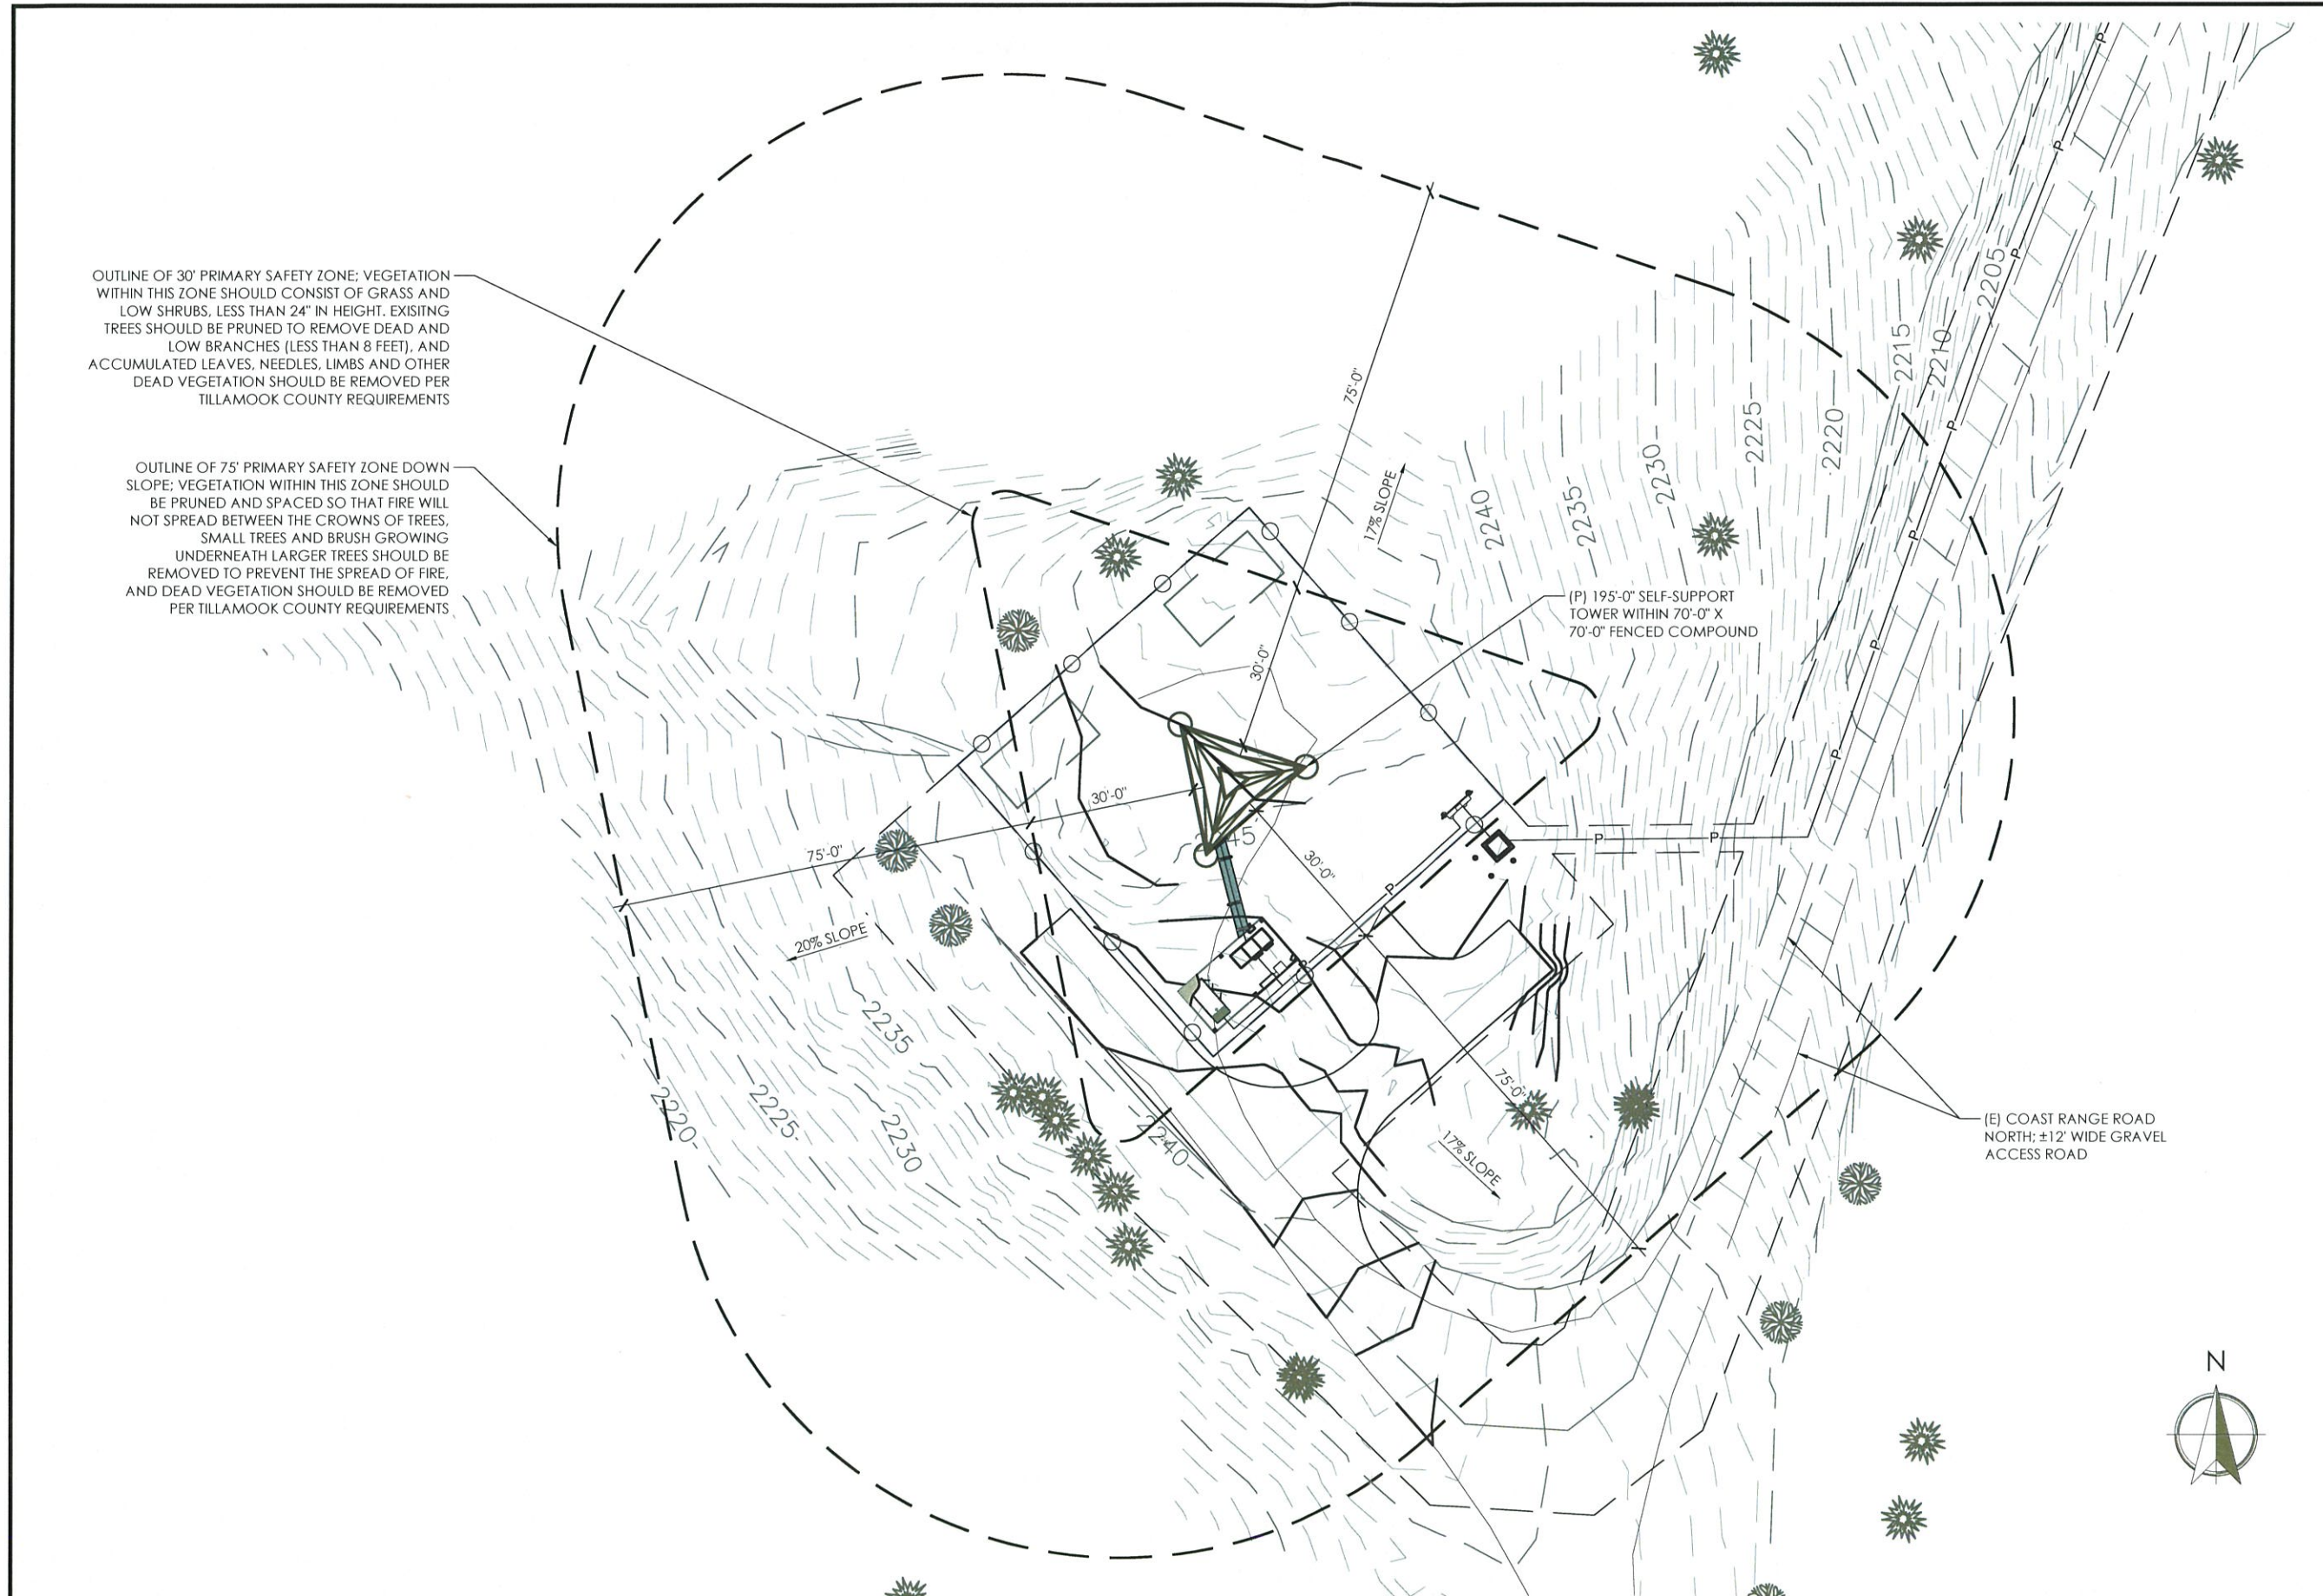 OUTLINE OF 30' PRIMARY SAFETY ZONE; VEGETATION
WITHIN THIS ZONE SHOULD CONSIST OF GRASS AND
LOW SHRUBS, LESS THAN 24" IN HEIGHT. EXISITNG
TREES SHOULD BE PRUNED TO REMOVE DEAD AND
LOW BRANCHES (LESS THAN 8 FEET), AND
ACCUMULATED LEAVES, NEEDLES, LIMBS AND OTHER
DEAD VEGETATION SHOULD BE REMOVED PER
TILLAMOOK COUNTY REQUIREMENTS
OUTLINE OF 75' PRIMARY SAFETY ZONE DOWN
SLOPE; VEGETATION WITHIN THIS ZONE SHOULD
BE PRUNED AND SPACED SO THAT FIRE WILL
NOT SPREAD BETWEEN THE CROWNS OF TREES,
SMALL TREES AND BRUSH GROWING
UNDERNEATH LARGER TREES SHOULD BE
REMOVED TO PREVENT THE SPREAD OF FIRE,
AND DEAD VEGETATION SHOULD BE REMOVED
PER TILLAMOOK COUNTY REQUIREMENTS
75'-0"
17% SLOPE
2240
2235
2230
2225
2220
2215
2210
2205
P
P
P
P
P
P
P
(P) 195'-0" SELF-SUPPORT
TOWER WITHIN 70'-0" X
70'-0" FENCED COMPOUND
30'-0"
30'-0"
75'-0"
30'-0"
P
P
P
20% SLOPE
2235
2230
2225
2220
2240
75'-0"
17% SLOPE
(E) COAST RANGE ROAD
NORTH; ±12' WIDE GRAVEL
ACCESS ROAD
N